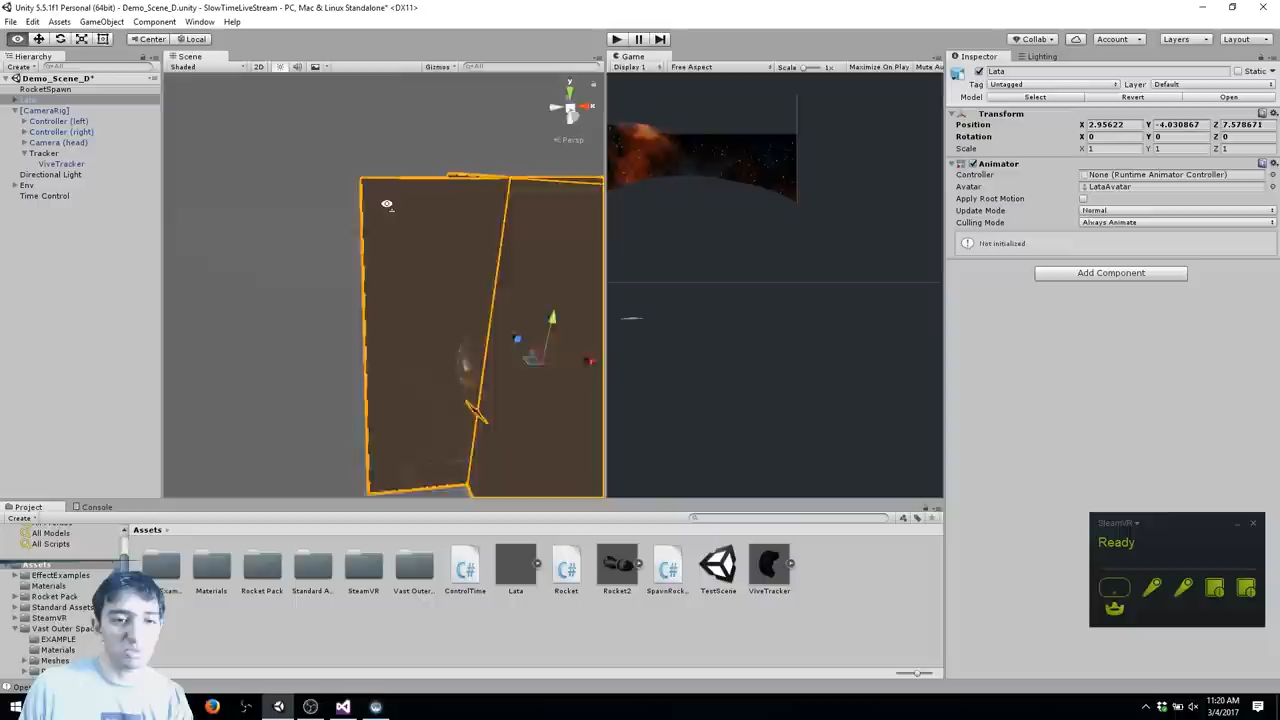 Unity 5.5.1f1 Personal (64bit) - Demo_Scene_D.unity - SlowTimeLiveStream - PC, Mac & Linux Standalone* <DX11>
File Edit Assets GameObject Component Window Help
Center Local
Collab Account Layers Layout
Hierarchy
Create All
Demo_Scene_D*
RocketSpawn
[CameraRig]
Controller (left)
Controller (right)
Camera (head)
Tracker
ViveTracker
Directional Light
Env
Time Control
Scene
Shaded 2D Gizmos All
y
x
Persp
Game
Display 1 Free Aspect Scale 1x Maximize On Play Mute Au
Inspector Lighting
Lata Static
Tag Untagged Layer Default
Model Select Revert Open
Transform
Position X 2.95622 Y -4.030867 Z 7.578671
Rotation X 0 Y 0 Z 0
Scale X 1 Y 1 Z 1
Animator
Controller None (Runtime Animator Controller)
Avatar LataAvatar
Apply Root Motion
Update Mode Normal
Culling Mode Always Animate
Not initialized
Add Component
Project Console
Create
All Models
All Scripts
Assets
EffectExamples
Materials
Rocket Pack
Standard Assets
SteamVR
Vast Outer Spa
EXAMPLE
Materials
Meshes
Assets
Materials Rocket Pack Standard A... SteamVR Vast Outer ... ControlTime Lata Rocket Rocket2 SpavnRoc... TestScene ViveTracker
SteamVR
Ready
11:20 AM
3/4/2017